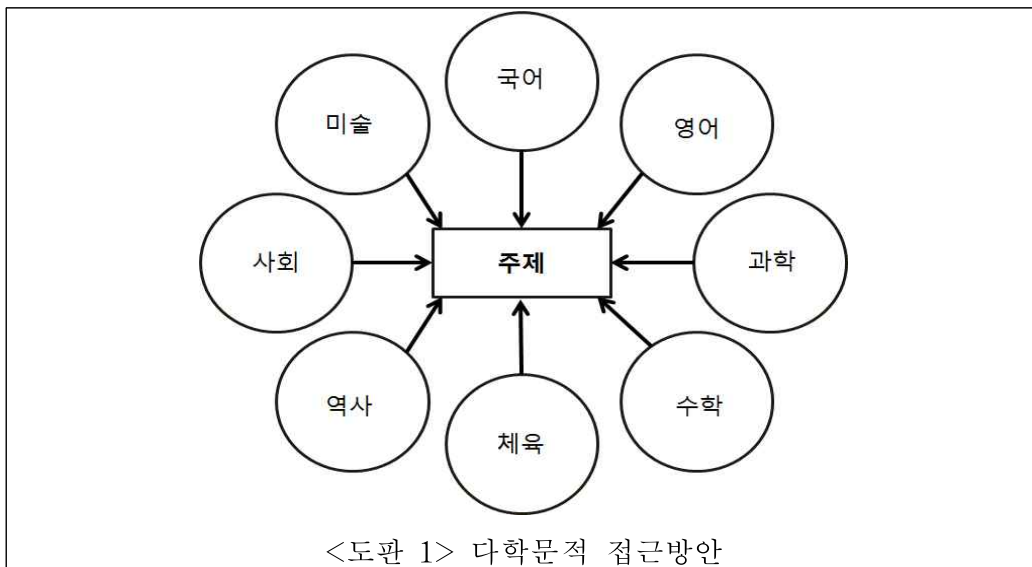 국어
미술
영어
사회
주제
과학
역사
수학
체육
<도판 1> 다학문적 접근방안